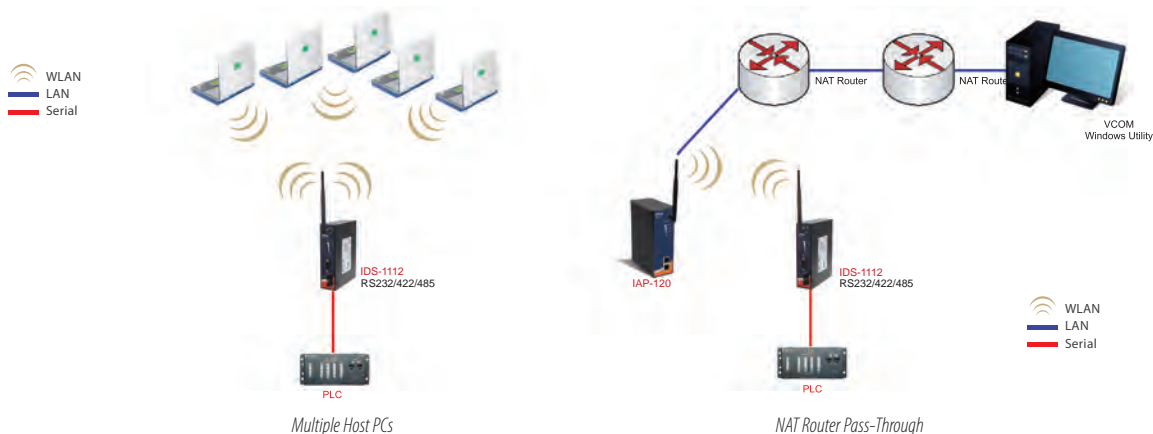 WLAN
LAN
Serial
IDS-1112
RS232/422/485
PLC
Multiple Host PCs
NAT Router
NAT Route
VCOM
Windows Utility
IAP-120
IDS-1112
RS232/422/485
PLC
WLAN
LAN
Serial
NAT Router Pass-Through